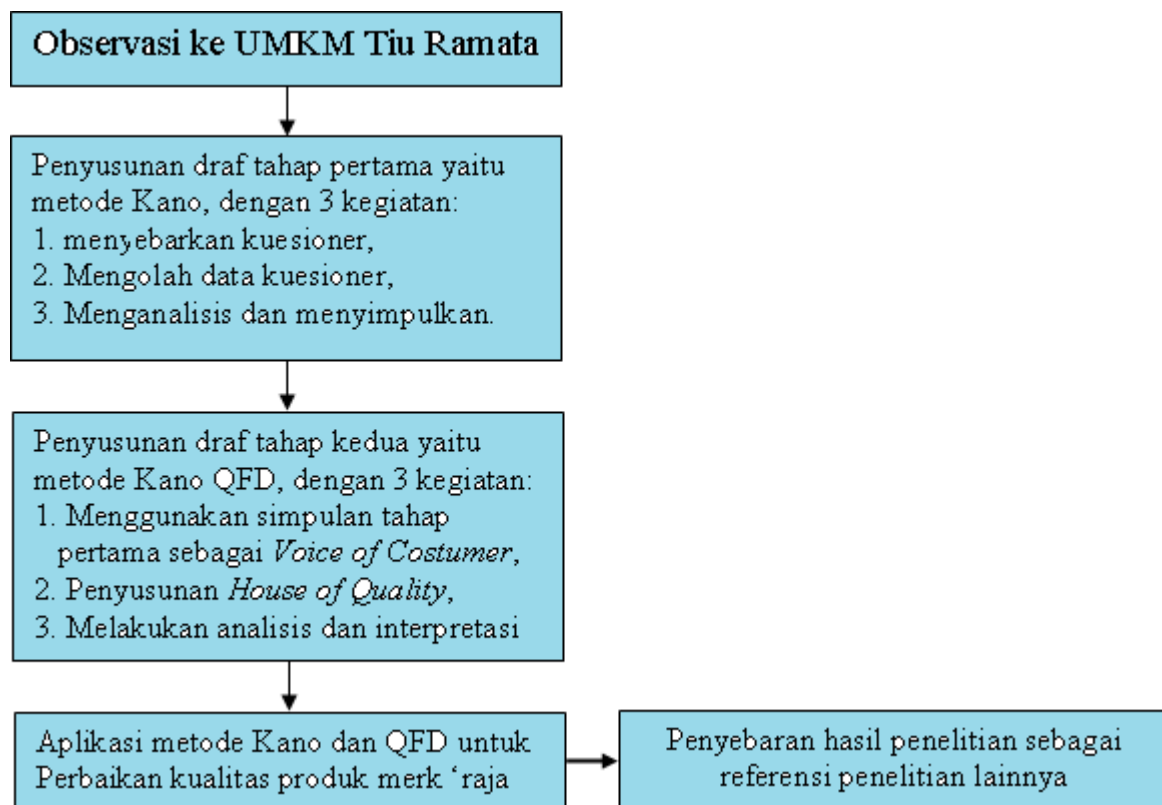 Observasi ke UMKM Tiu Ramata
Penyusunan draf tahap pertama yaitu
metode Kano, dengan 3 kegiatan:
1. menyebarkan kuesioner,
2. Mengolah data kuesioner,
3. Menganalisis dan menyimpulkan.
Penyusunan draf tahap kedua yaitu
metode Kano QFD, dengan 3 kegiatan:
1. Menggunakan simpulan tahap
pertama sebagai Voice of Costumer,
2. Penyusunan House of Quality,
3. Melakukan analisis dan interpretasi
Aplikasi metode Kano dan QFD untuk
Perbaikan kualitas produk merk ‘raja
Penyebaran hasil penelitian sebagai
referensi penelitian lainnya